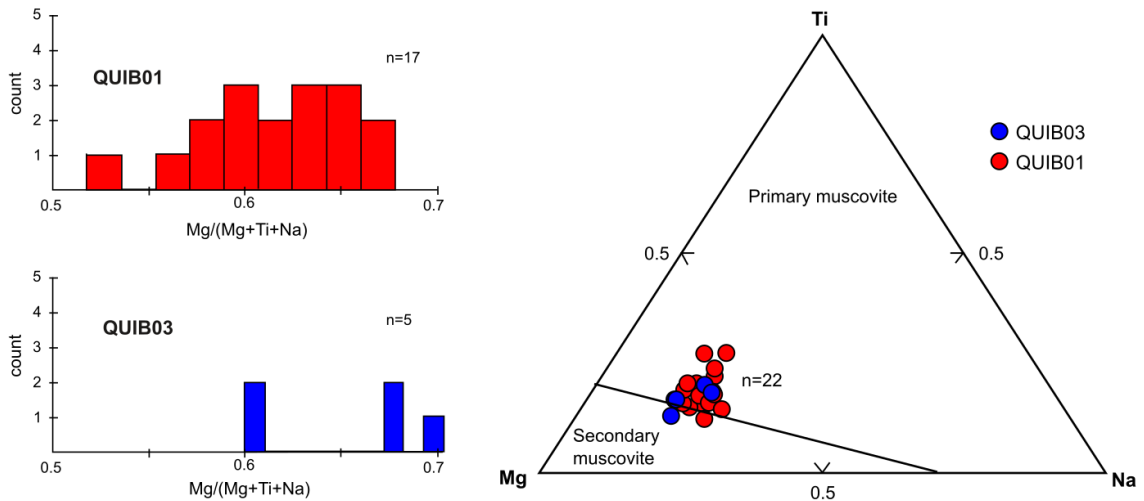 5
4
3
2
1
count
QUIB01
n=17
0.5
0.6
0.7
Mg/(Mg+Ti+Na)
5
4
3
2
1
count
QUIB03
n=5
0.5
0.6
0.7
Mg/(Mg+Ti+Na)
Ti
QUIB03
QUIB01
Primary muscovite
0.5
0.5
n=22
Secondary
muscovite
Mg
Na
0.5